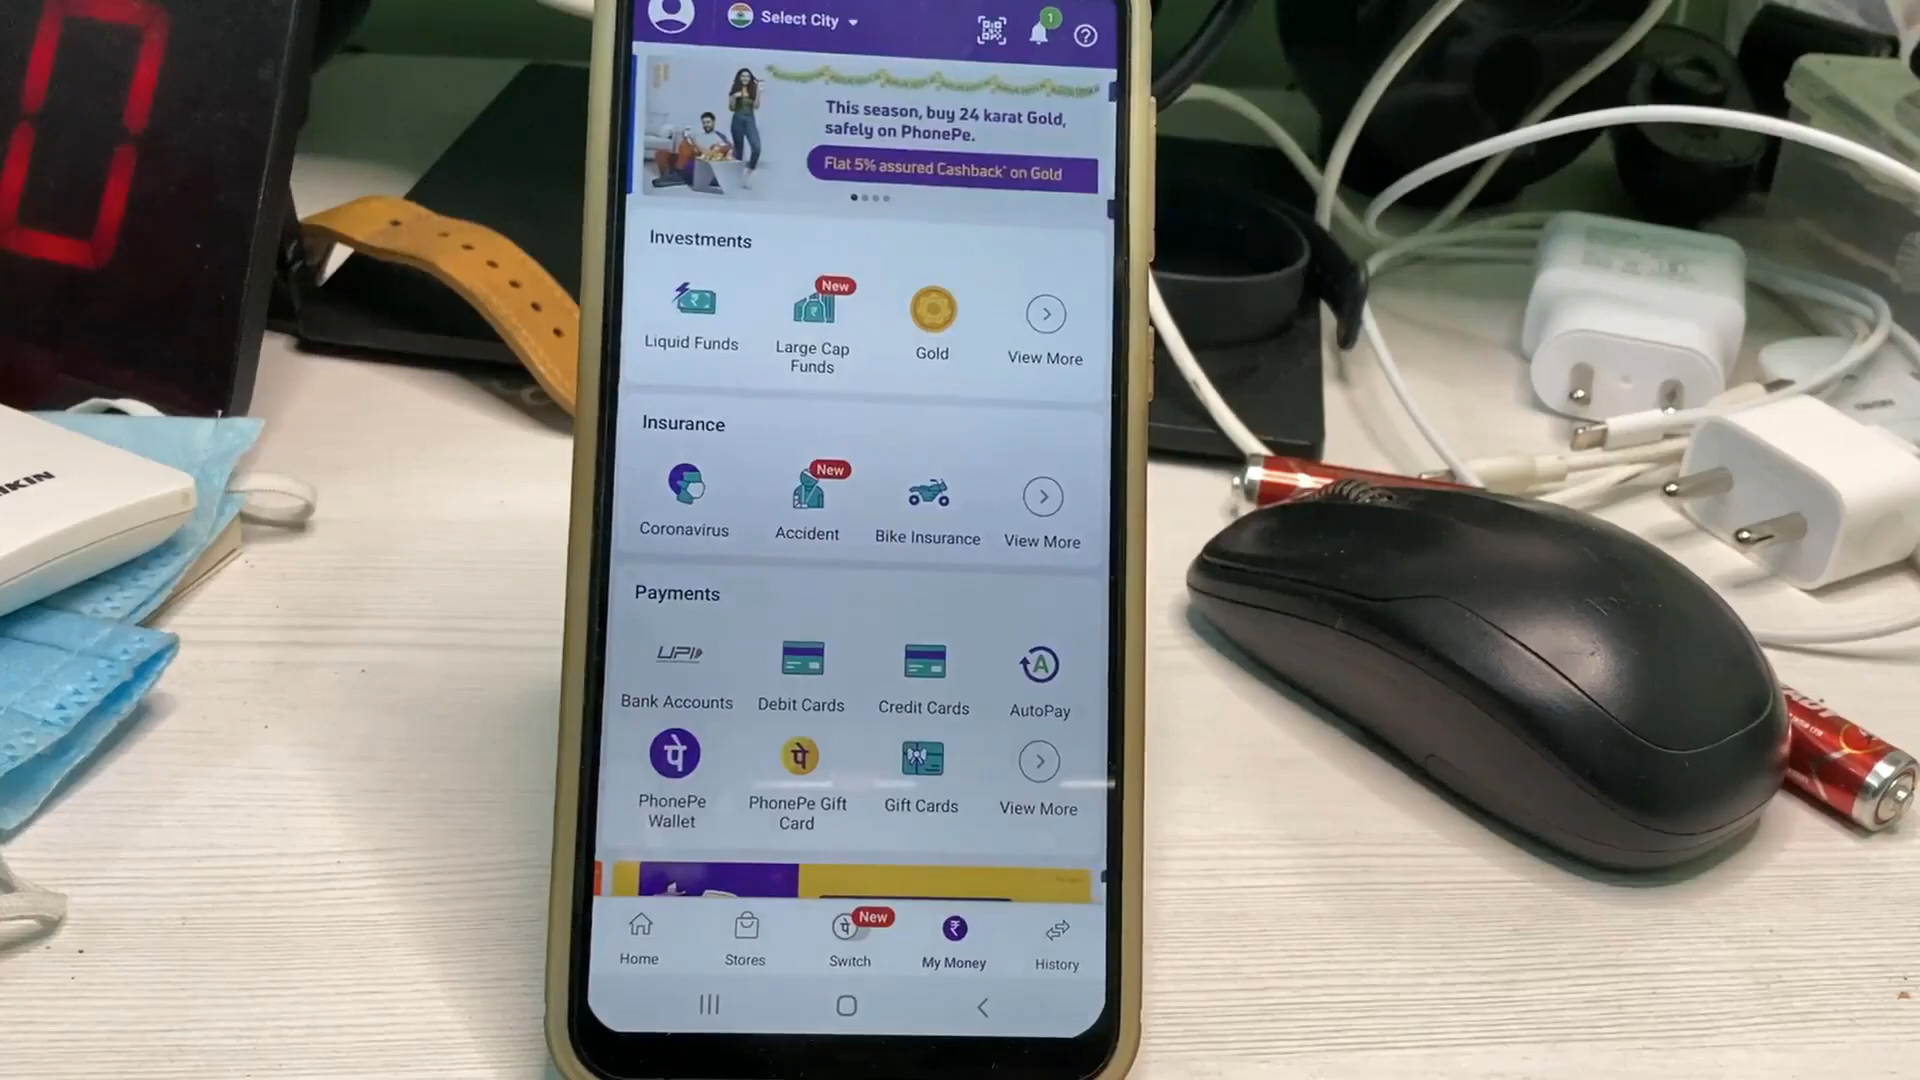 0
Select City
1
This season, buy 24 karat Gold,
safely on PhonePe.
Flat 5% assured Cashback* on Gold
Investments
New
Liquid Funds
Large Cap
Funds
Gold
View More
Insurance
New
Coronavirus
Accident
Bike Insurance
View More
Payments
UPI
A
Bank Accounts
Debit Cards
Credit Cards
AutoPay
पे
पे
PhonePe
Wallet
PhonePe Gift
Card
Gift Cards
View More
पे
New
₹
Home
Stores
Switch
My Money
History